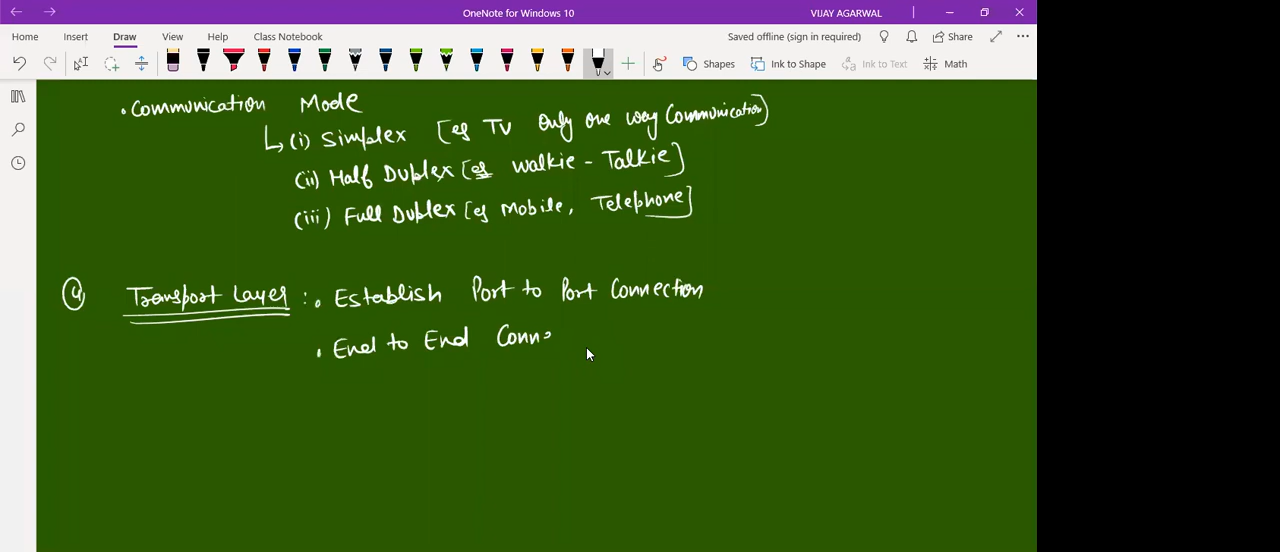 OneNote for Windows 10
VIJAY AGARWAL
Home Insert Draw View Help Class Notebook
Saved offline (sign in required) Share
Shapes Ink to Shape Ink to Text Math
. Communication Mode
(i) Simplex [eg TV only one way Communication]
(ii) Half Duplex [eg Walkie - Talkie]
(iii) Full Duplex [eg Mobile, Telephone]
4 Transport Layer : . Establish Port to Port Connection
. End to End Conn